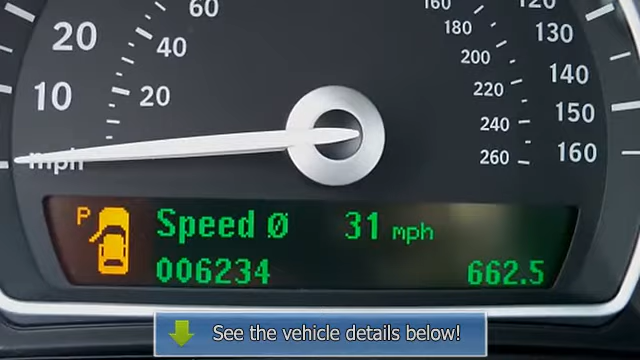 60 160 120
20 40 180 130
200 140
10 20 220 150
240
mph 260 160
P Speed Ø 31 mph
006234 662.5
See the vehicle details below!